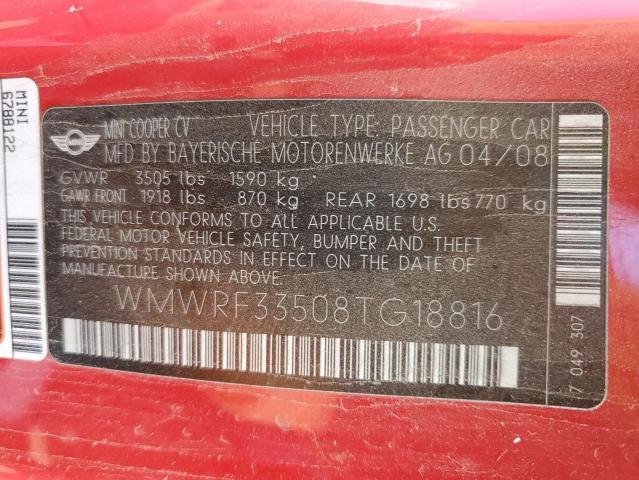 MINI COOPER CV VEHICLE TYPE: PASSENGER CAR
MFD BY BAYERISCHE MOTORENWERKE AG 04/08
GVWR 3505 lbs 1590 kg
GAWR FRONT 1918 lbs 870 kg REAR 1698 lbs 770 kg
THIS VEHICLE CONFORMS TO ALL APPLICABLE U.S.
FEDERAL MOTOR VEHICLE SAFETY, BUMPER AND THEFT
PREVENTION STANDARDS IN EFFECT ON THE DATE OF
MANUFACTURE SHOWN ABOVE.
WMWRF33508TG18816
7 049 307
MINI
6788122
MINI